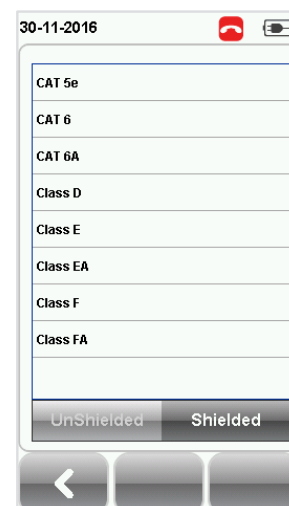 30-11-2016
CAT 5e
CAT 6
CAT 6A
Class D
Class E
Class EA
Class F
Class FA
UnShielded Shielded